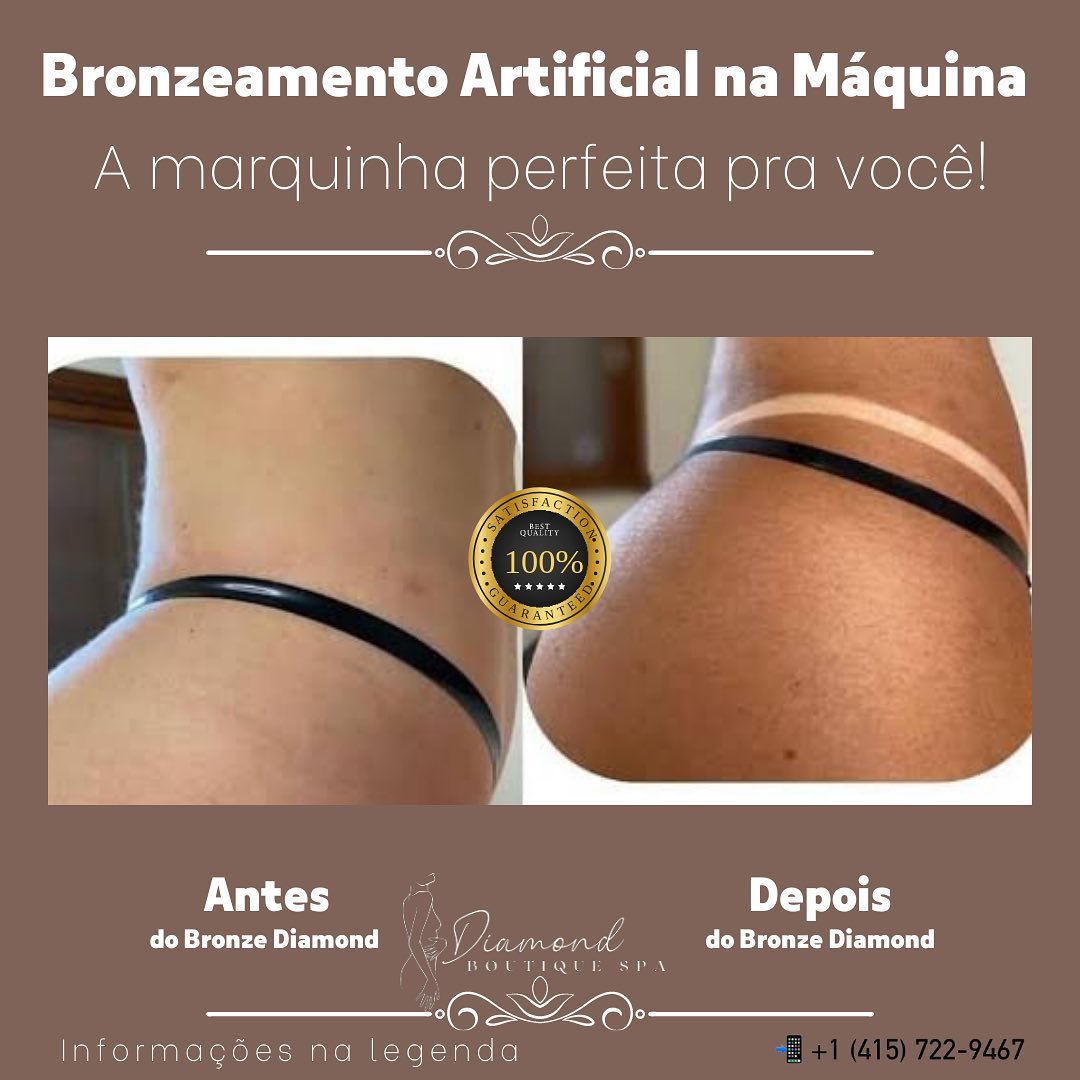 Bronzeamento Artificial na Máquina
A marquinha perfeita pra você!
SATISFACTION
BEST
QUALITY
100%
GUARANTEED
Antes
do Bronze Diamond
Depois
do Bronze Diamond
Diamond
BOUTIQUE SPA
Informações na legenda
+1 (415) 722-9467